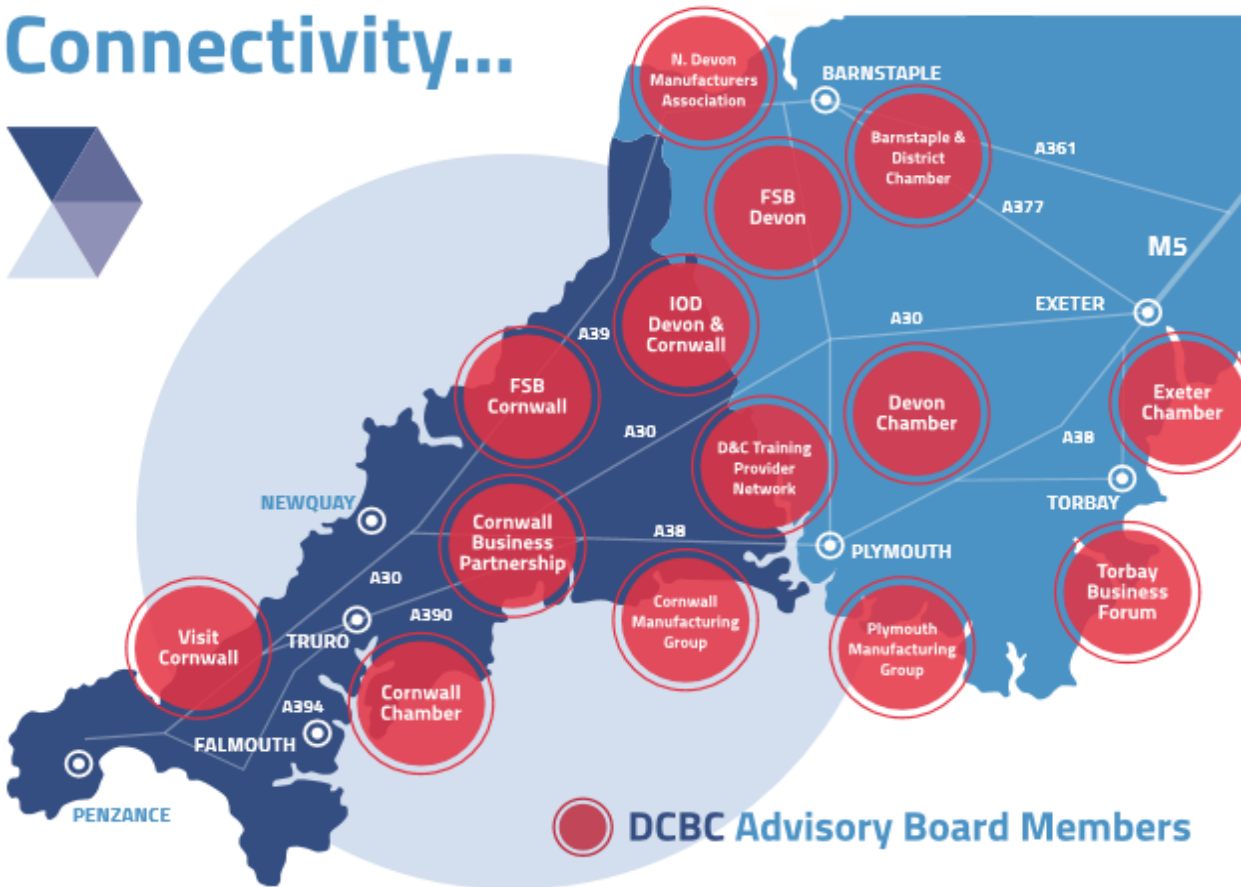 Connectivity...
N. Devon
Manufacturers
Association
BARNSTAPLE
Barnstaple &
District
Chamber
A361
FSB
Devon
A377
M5
IOD
Devon &
Cornwall
EXETER
A30
A39
FSB
Cornwall
Devon
Chamber
Exeter
Chamber
A30
A38
D&C Training
Provider
Network
NEWQUAY
TORBAY
Cornwall
Business
Partnership
A38
PLYMOUTH
A30
Torbay
Business
Forum
A390
Cornwall
Manufacturing
Group
TRURO
Visit
Cornwall
Plymouth
Manufacturing
Group
Cornwall
Chamber
A394
FALMOUTH
PENZANCE
DCBC Advisory Board Members